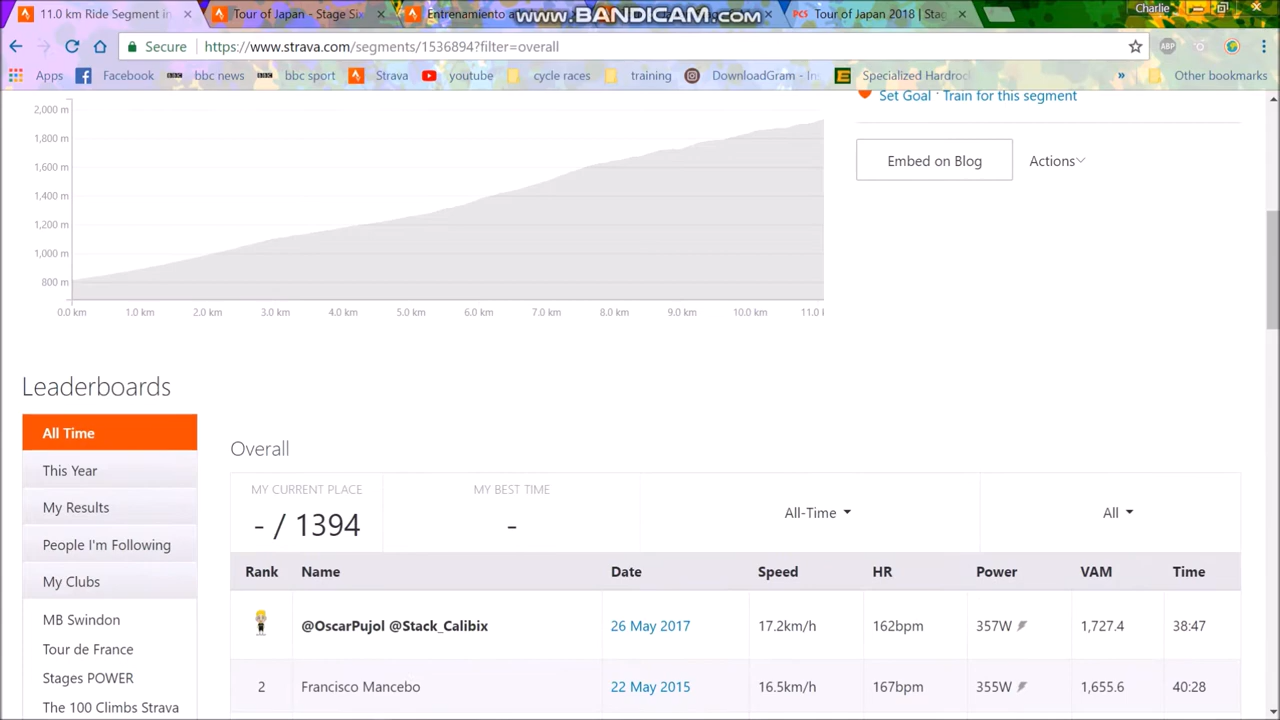 11.0 km Ride Segment in
Tour of Japan - Stage Six
Entrenamiento
www.BANDICAM.com
Tour of Japan 2018 | Stag
Charlie
Secure
https://www.strava.com/segments/1536894?filter=overall
ABP
Apps
Facebook
bbc news
bbc sport
Strava
youtube
cycle races
training
DownloadGram - In
Specialized Hardroc
»
Other bookmarks
Set Goal · Train for this segment
Embed on Blog
Actions
2,000 m
1,800 m
1,600 m
1,400 m
1,200 m
1,000 m
800 m
0.0 km 1.0 km 2.0 km 3.0 km 4.0 km 5.0 km 6.0 km 7.0 km 8.0 km 9.0 km 10.0 km 11.0 k
Leaderboards
All Time
This Year
My Results
People I'm Following
My Clubs
MB Swindon
Tour de France
Stages POWER
The 100 Climbs Strava
Overall
MY CURRENT PLACE
- / 1394
MY BEST TIME
-
All-Time
All
Rank Name Date Speed HR Power VAM Time
@OscarPujol @Stack_Calibix 26 May 2017 17.2km/h 162bpm 357W 1,727.4 38:47
2 Francisco Mancebo 22 May 2015 16.5km/h 167bpm 355W 1,655.6 40:28